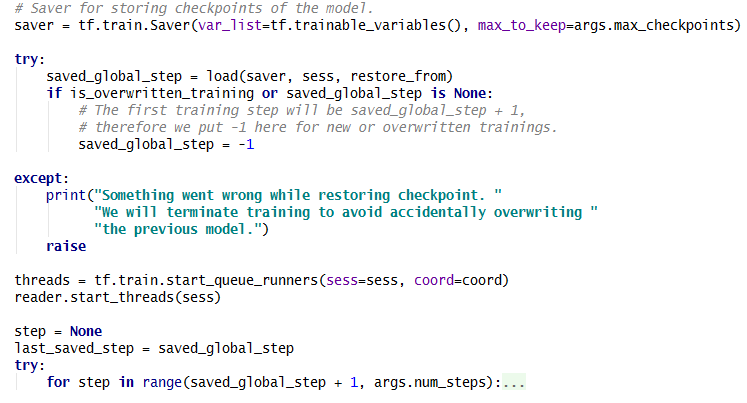 # Saver for storing checkpoints of the model.
saver = tf.train.Saver(var_list=tf.trainable_variables(), max_to_keep=args.max_checkpoints)
try:
    saved_global_step = load(saver, sess, restore_from)
    if is_overwritten_training or saved_global_step is None:
        # The first training step will be saved_global_step + 1,
        # therefore we put -1 here for new or overwritten trainings.
        saved_global_step = -1
except:
    print("Something went wrong while restoring checkpoint. "
          "We will terminate training to avoid accidentally overwriting "
          "the previous model.")
    raise
threads = tf.train.start_queue_runners(sess=sess, coord=coord)
reader.start_threads(sess)
step = None
last_saved_step = saved_global_step
try:
    for step in range(saved_global_step + 1, args.num_steps):...